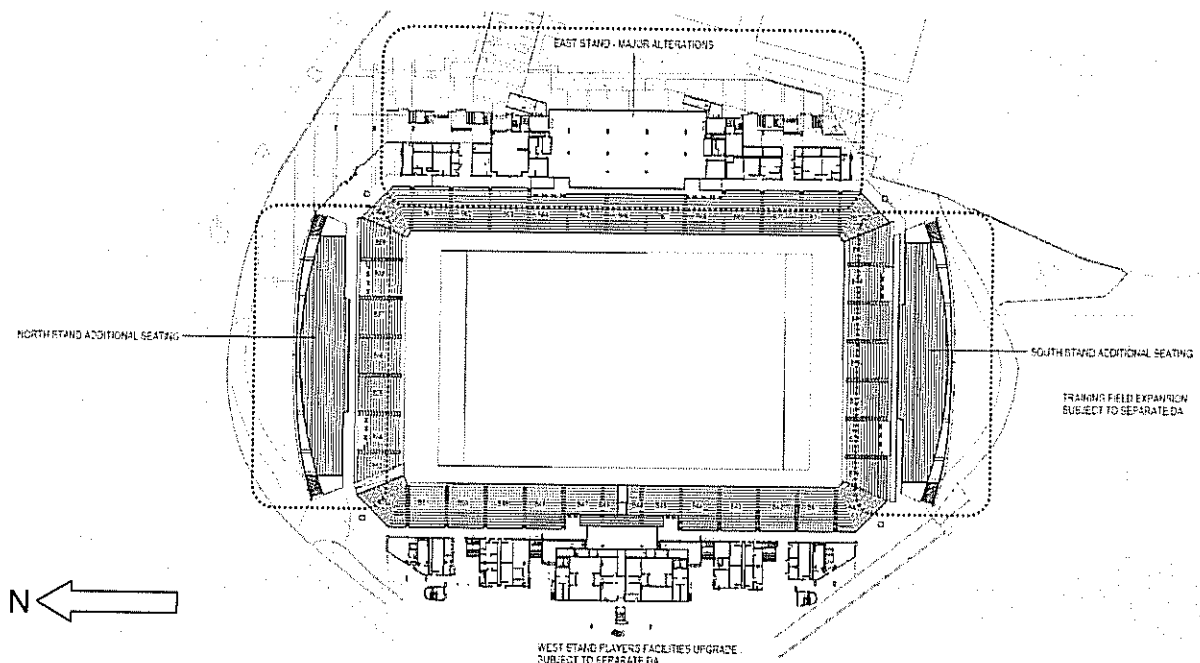 EAST STAND - MAJOR ALTERATIONS
NORTH STAND ADDITIONAL SEATING
SOUTH STAND ADDITIONAL SEATING
TRAINING FIELD EXPANSION
SUBJECT TO SEPARATE DA
N
WEST STAND PLAYERS FACILITIES UPGRADE
SUBJECT TO SEPARATE DA